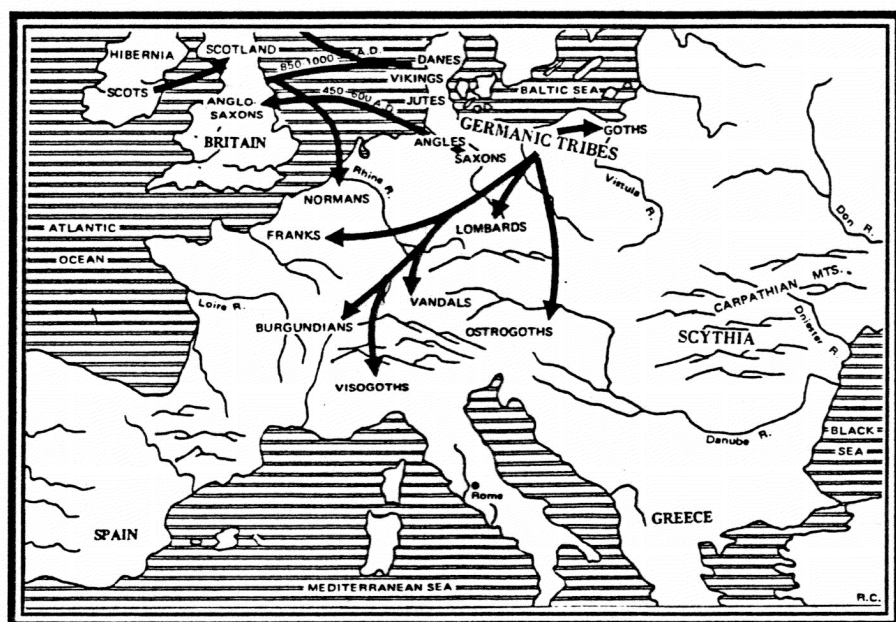 HIBERNIA
SCOTLAND
SCOTS
ANGLO-
SAXONS
BRITAIN
850-1000 A.D.
450-600 A.D.
DANES
VIKINGS
JUTES
BALTIC SEA
ANGLES
SAXONS
GERMANIC TRIBES
GOTHS
Rhine R.
Vistula R.
Don R.
NORMANS
ATLANTIC
OCEAN
FRANKS
LOMBARDS
Loire R.
BURGUNDIANS
VANDALS
OSTROGOTHS
CARPATHIAN MTS.
SCYTHIA
Dniester R.
VISOGOTHS
Danube R.
BLACK
SEA
Rome
SPAIN
GREECE
MEDITERRANEAN SEA
R.C.